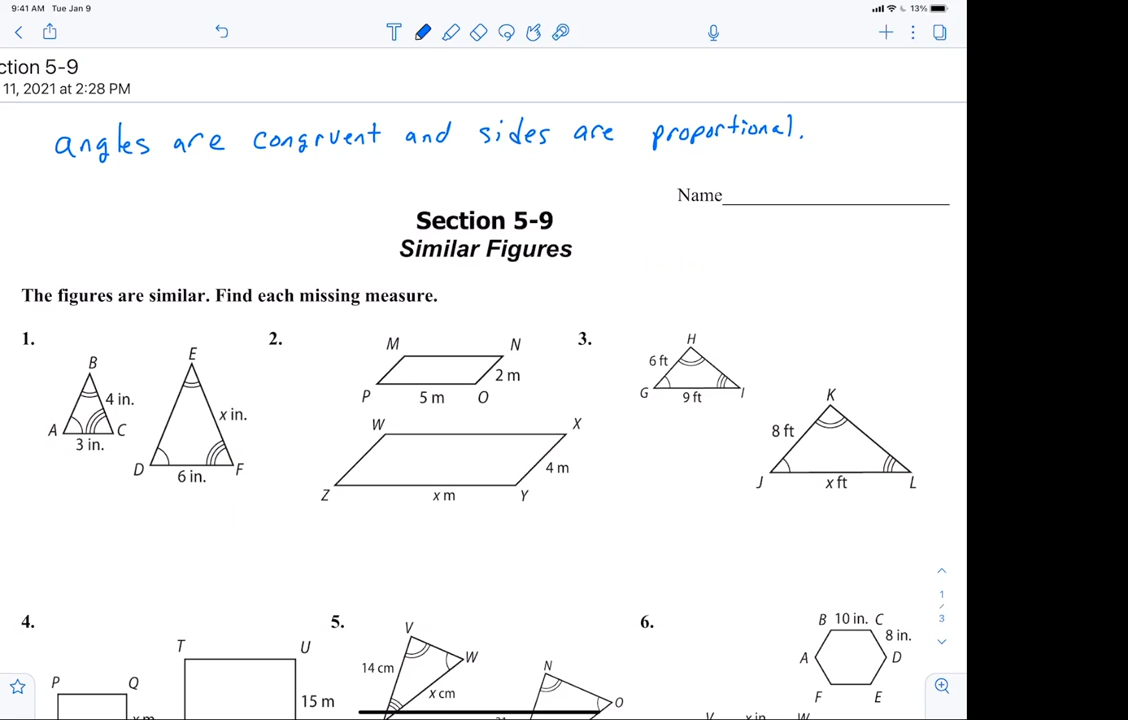 9:41 AM Tue Jan 9
13%
ction 5-9
11, 2021 at 2:28 PM
angles are congruent and sides are proportional.
Name
Section 5-9
Similar Figures
The figures are similar. Find each missing measure.
1.
B
E
4 in.
x in.
A
C
3 in.
D
F
6 in.
2.
M
N
2 m
P
5 m
O
W
X
4 m
Z
x m
Y
3.
H
6 ft
G
9 ft
I
K
8 ft
J
x ft
L
1
/
3
4.
T
U
P
Q
15 m
5.
V
14 cm
W
x cm
N
O
6.
B 10 in. C
8 in.
A
D
F
E
V
x in.
W